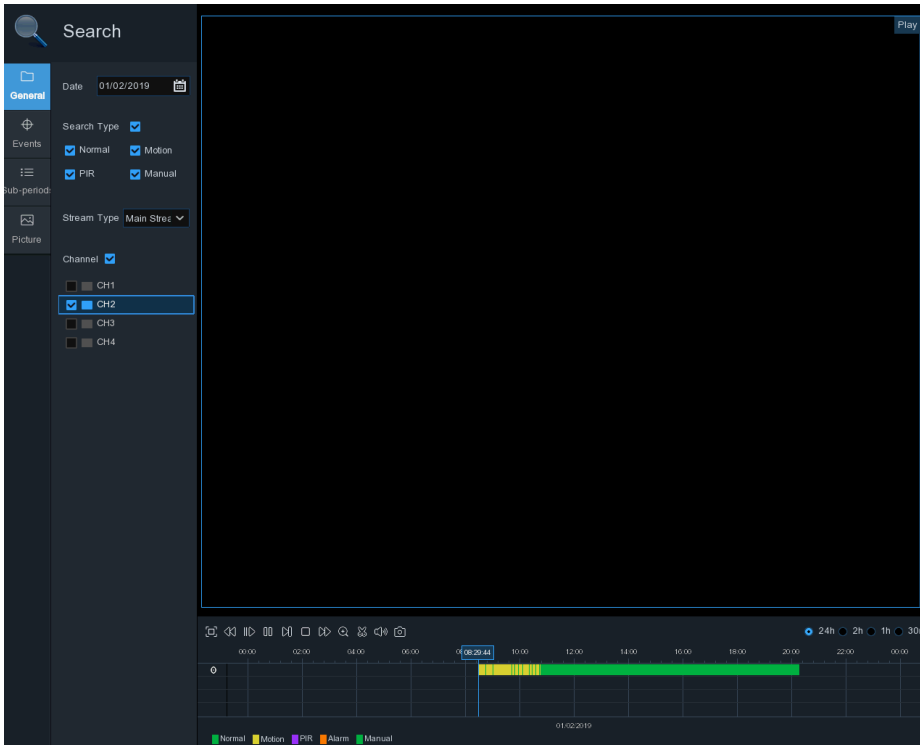 Search
Play
General
Events
Sub-period
Picture
Date 01/02/2019
Search Type
Normal Motion
PIR Manual
Stream Type Main Strea
Channel
CH1
CH2
CH3
CH4
24h 2h 1h 30
00:00 02:00 04:00 06:00 08:29:44 10:00 12:00 14:00 16:00 18:00 20:00 22:00 00:00
0
01/02/2019
Normal Motion PIR Alarm Manual